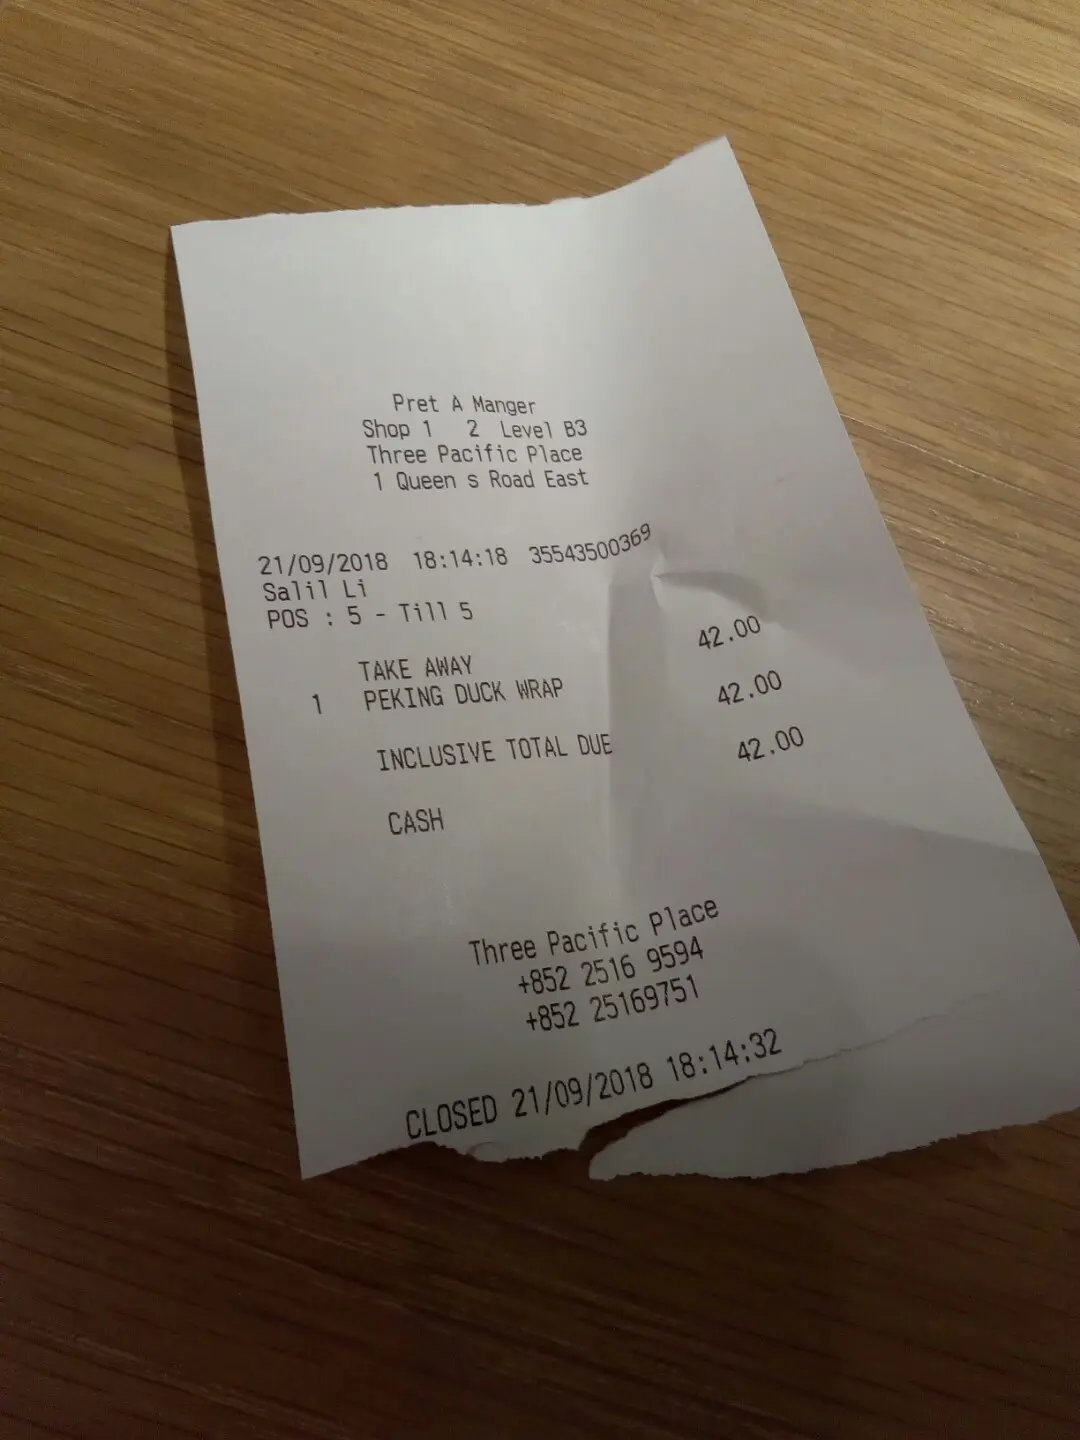 Pret A Manger
Shop 1 2 Level B3
Three Pacific Place
1 Queen s Road East
21/09/2018 18:14:18 35543500369
Salil Li
POS : 5 - Till 5
TAKE AWAY
1 PEKING DUCK WRAP 42.00
INCLUSIVE TOTAL DUE 42.00
CASH 42.00
Three Pacific Place
+852 2516 9594
+852 25169751
CLOSED 21/09/2018 18:14:32